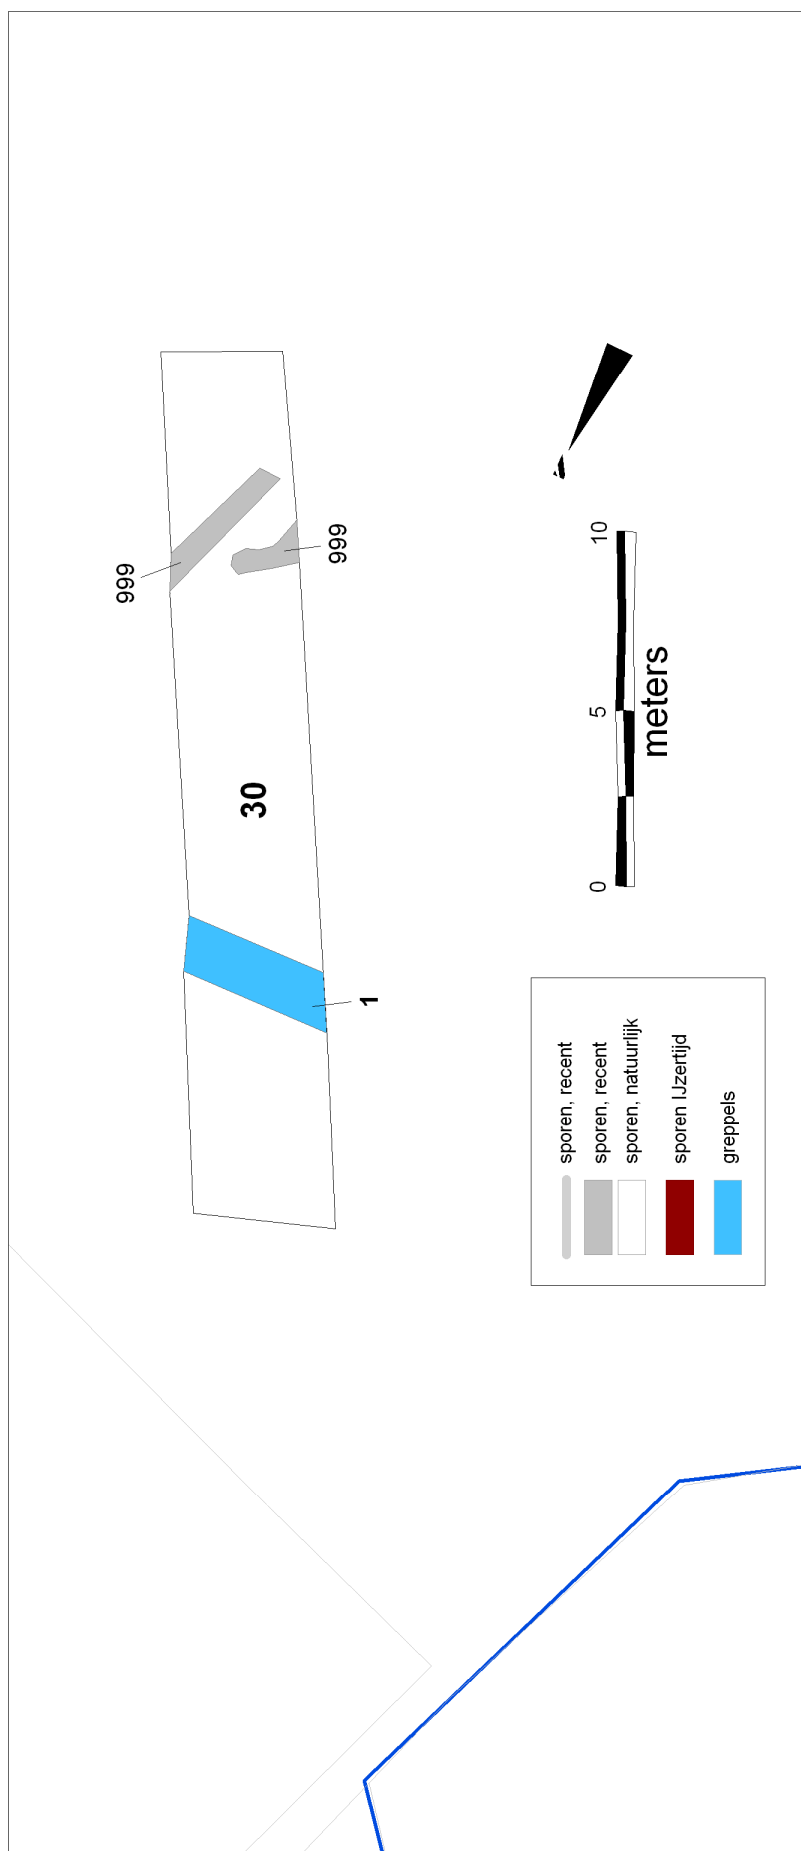 999
999
30
1
0 5 10
meters
sporen, recent
sporen, recent
sporen, natuurlijk
sporen IJzertijd
greppels